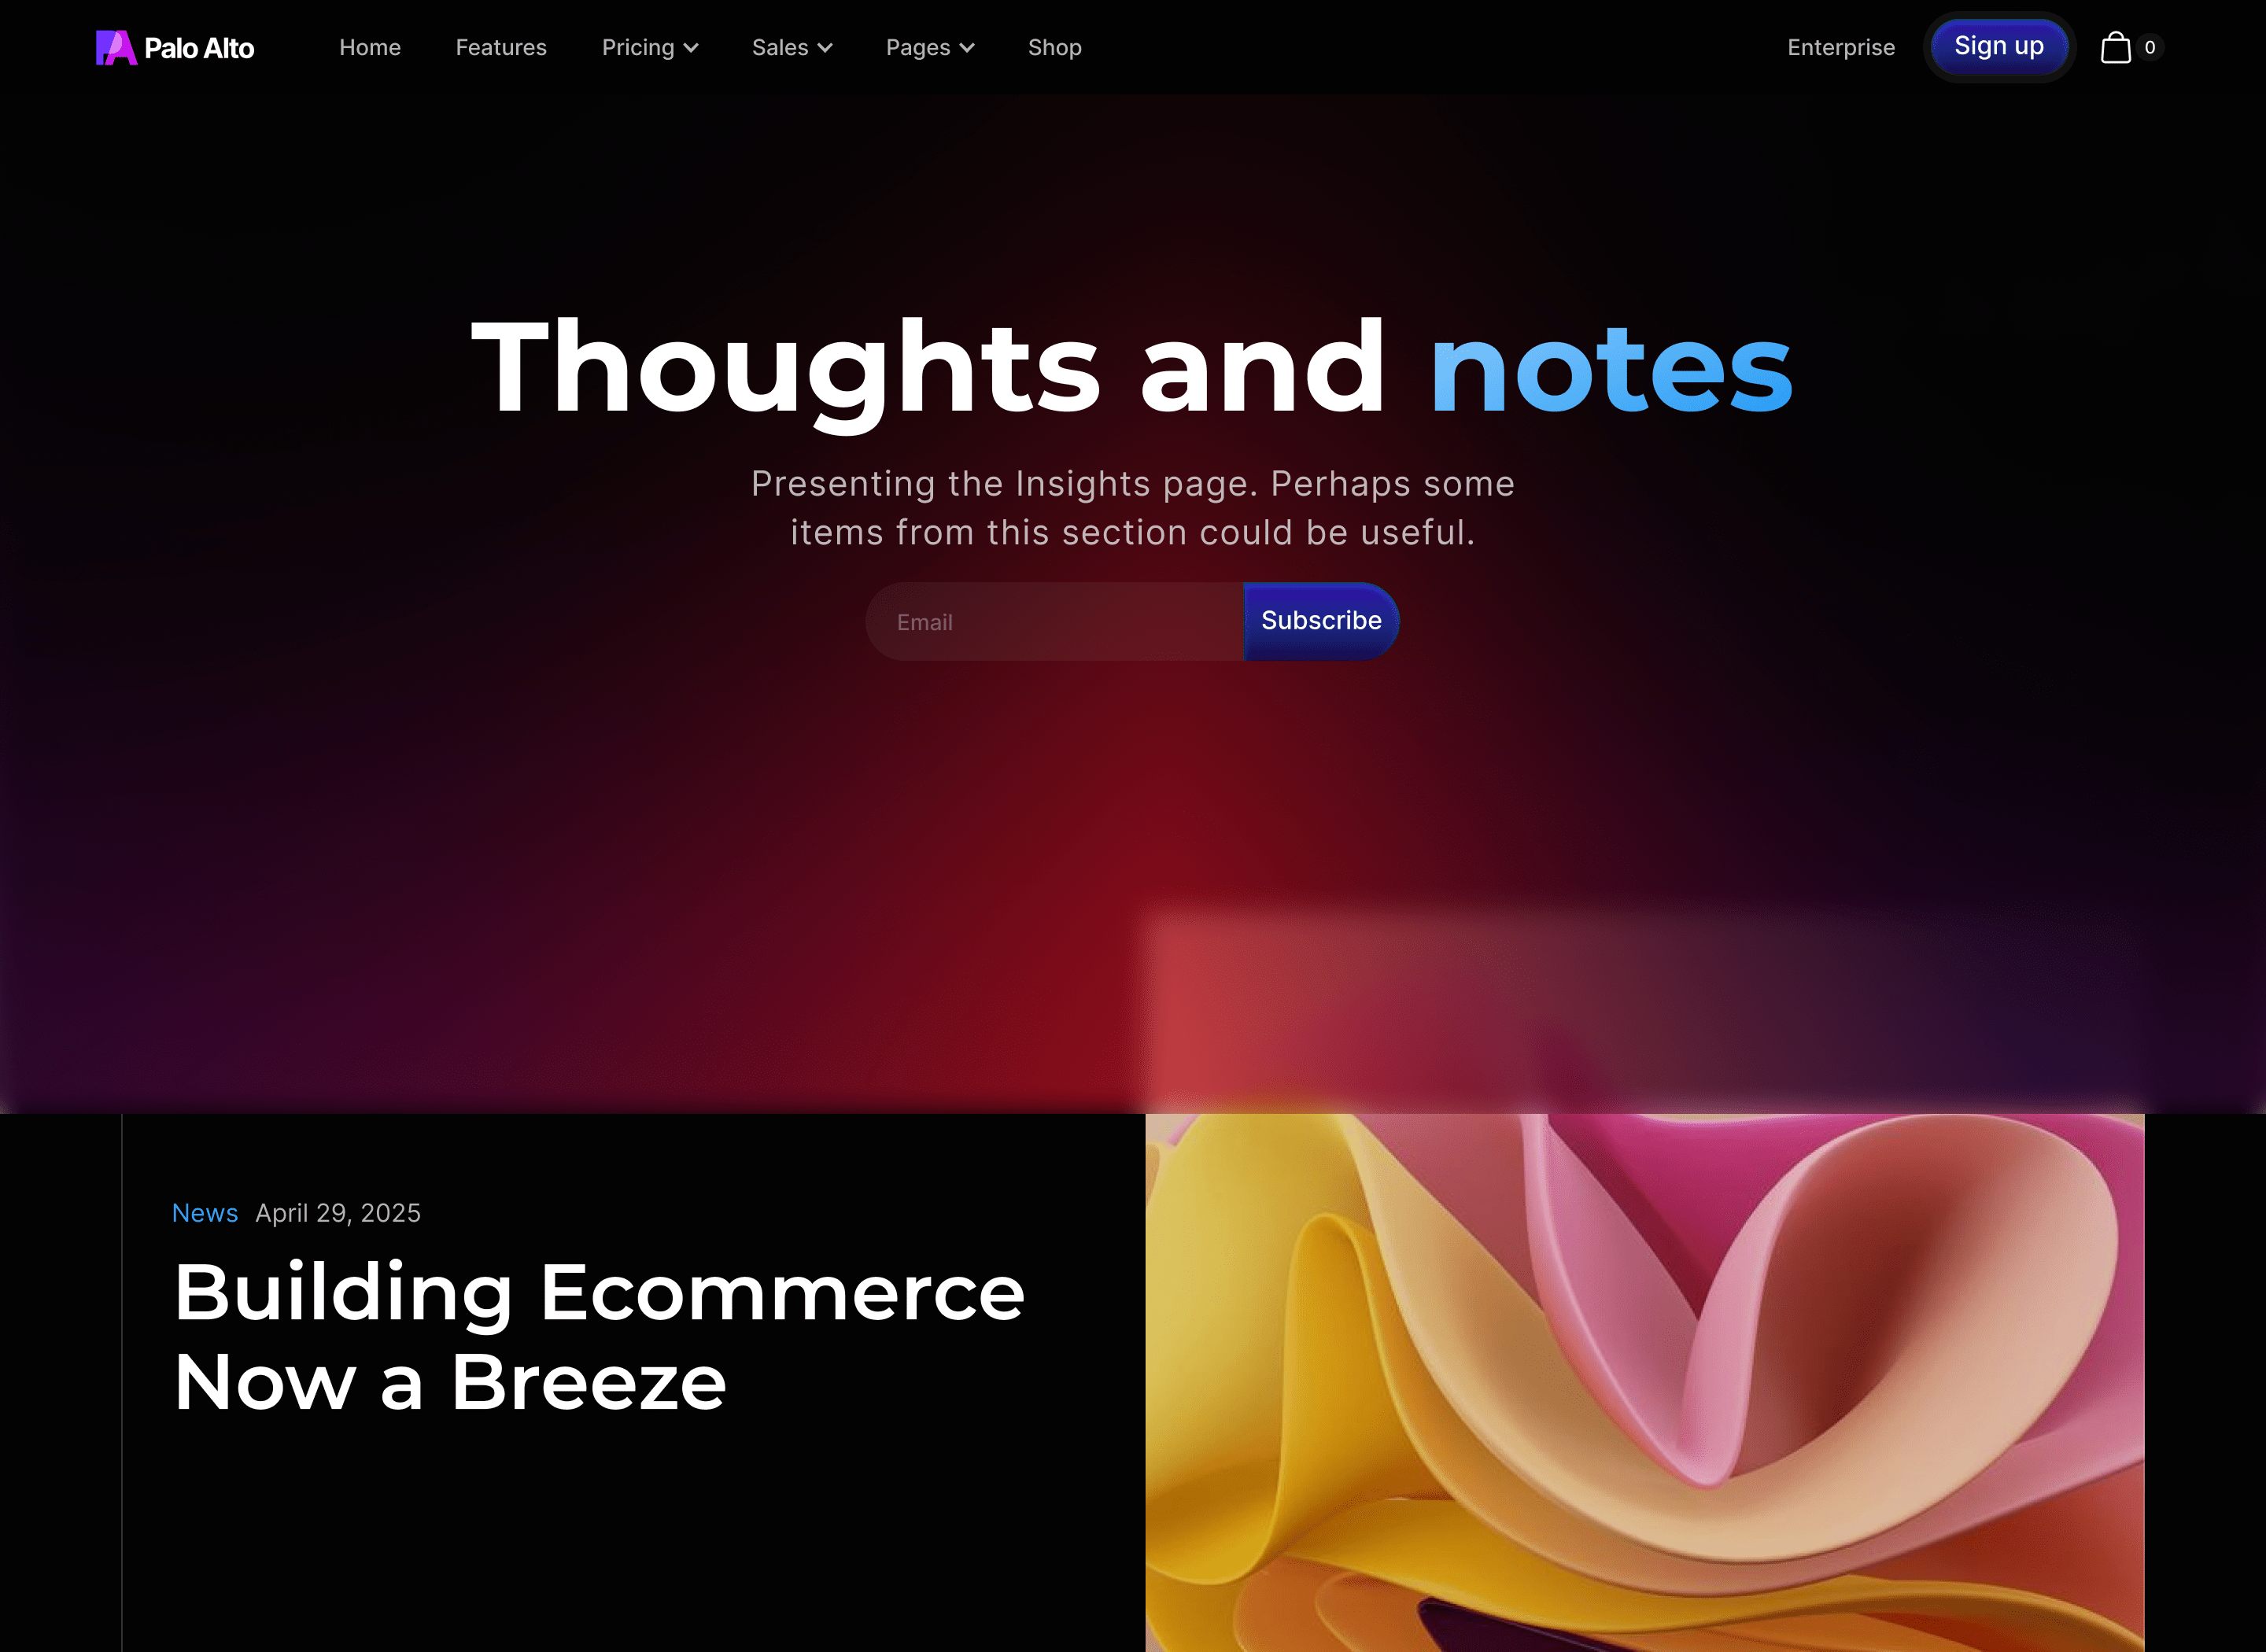 Palo Alto
Home
Features
Pricing
Sales
Pages
Shop
Enterprise
Sign up
0
Thoughts and notes
Presenting the Insights page. Perhaps some
items from this section could be useful.
Email
Subscribe
News April 29, 2025
Building Ecommerce
Now a Breeze